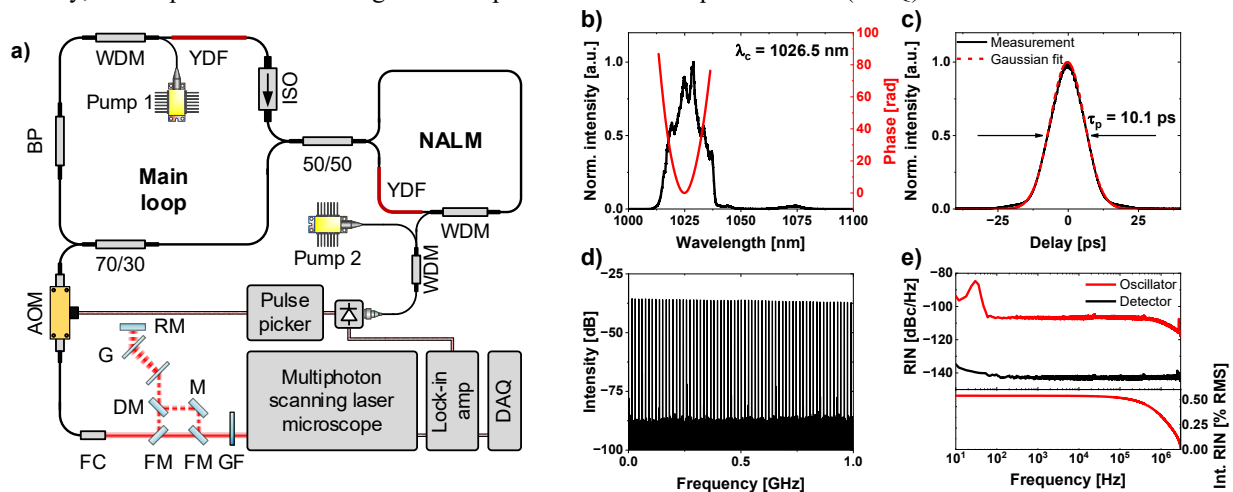 a)
WDM
YDF
Pump 1
ISO
BP
Main
loop
50/50
NALM
YDF
WDM
Pump 2
WDM
70/30
AOM
Pulse
picker
RM
G
M
DM
Multiphoton
scanning laser
microscope
Lock-in
amp
DAQ
FC
FM
FM
GF
b)
λc = 1026.5 nm
Norm. intensity [a.u.]
1.0
0.5
0.0
1000
1025
1050
1075
1100
Wavelength [nm]
100
90
80
70
60
50
40
30
20
10
0
Phase [rad]
c)
Measurement
Gaussian fit
τp = 10.1 ps
Norm. intensity [a.u.]
1.0
0.5
0.0
−25
0
25
Delay [ps]
d)
Intensity [dB]
−25
−50
−75
−100
0.0
0.5
1.0
Frequency [GHz]
e)
Oscillator
Detector
RIN [dBc/Hz]
−80
−100
−120
−140
0.50
0.25
0.00
Int. RIN [% RMS]
10¹
10²
10³
10⁴
10⁵
10⁶
Frequency [Hz]